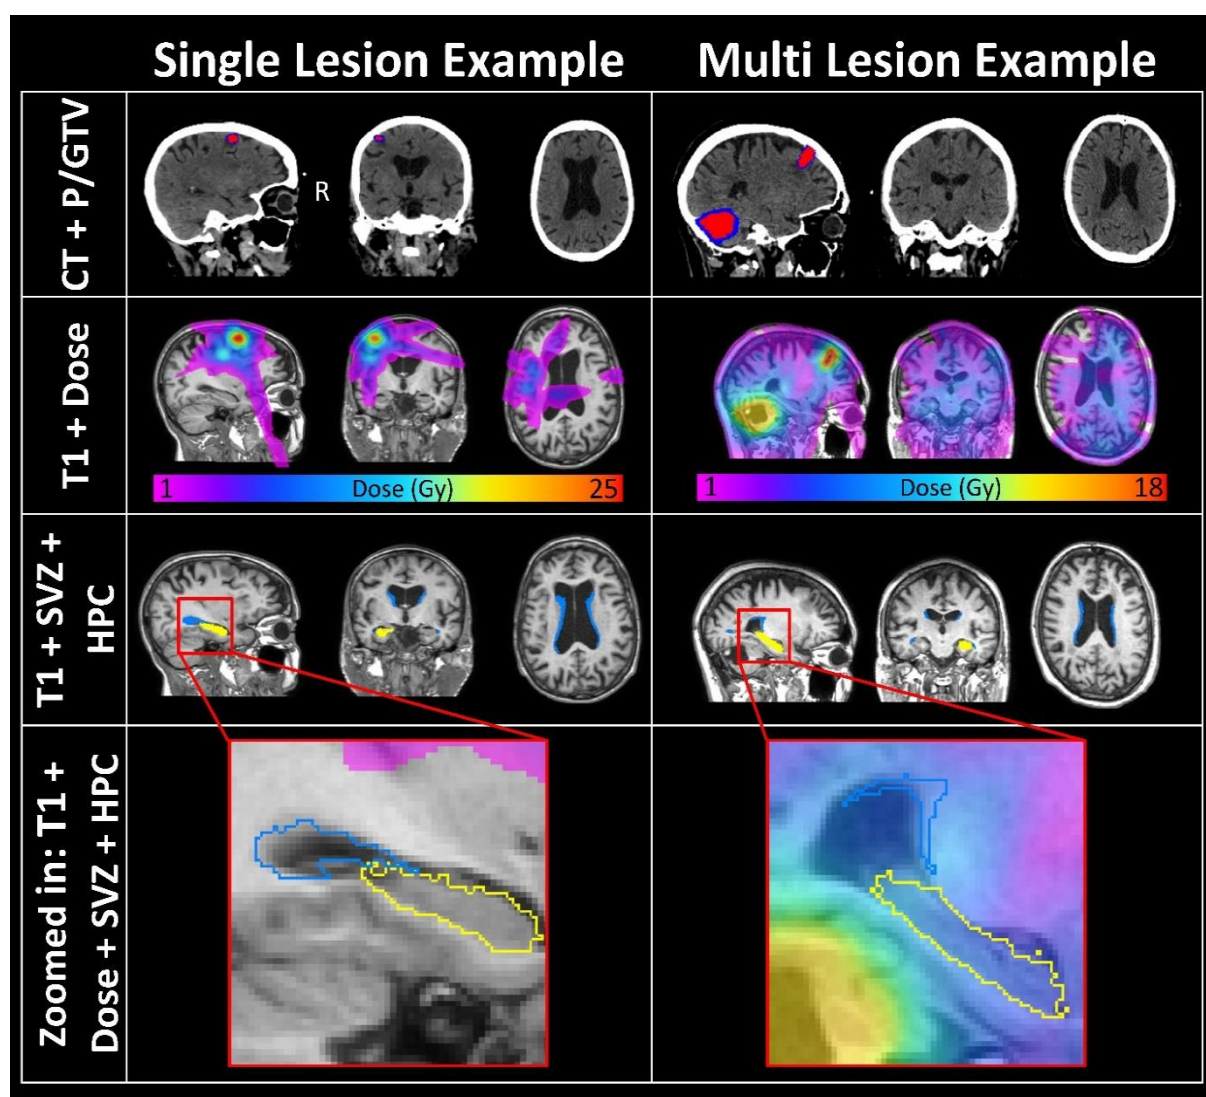 Single Lesion Example
Multi Lesion Example
CT + P/GTV
R
T1 + Dose
1 Dose (Gy) 25
1 Dose (Gy) 18
T1 + SVZ +
HPC
Zoomed in: T1 +
Dose + SVZ + HPC